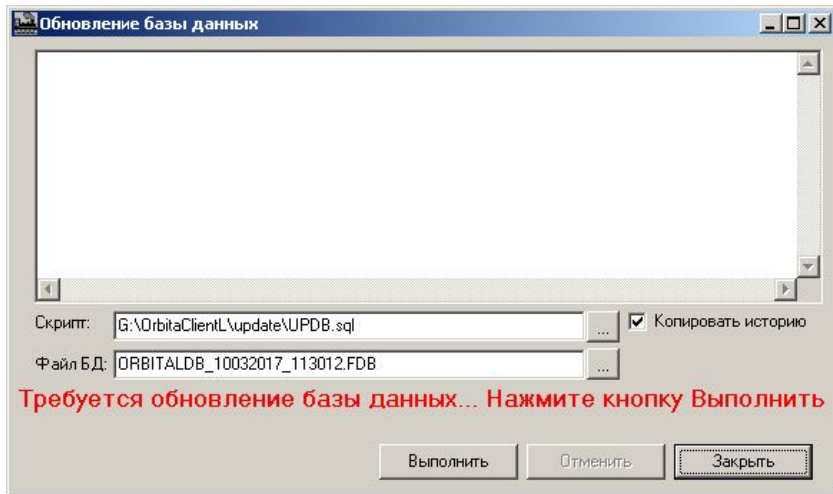 Обновление базы данных
Скрипт: G:\OrbitaClientL\update\UPDB.sql ... Копировать историю
Файл БД: ORBITALDB_10032017_113012.FDB ...
Требуется обновление базы данных... Нажмите кнопку Выполнить
Выполнить Отменить Закрыть